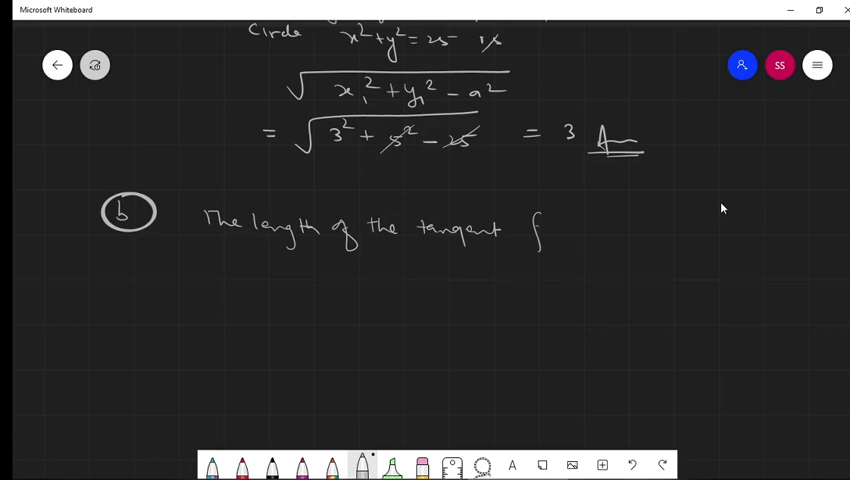 Microsoft Whiteboard
Circle x²+y²=25 is
√(x₁² + y₁² - a²)
= √(3² + 5² - 25) = 3 Ans
SS
b The length of the tangent f
A